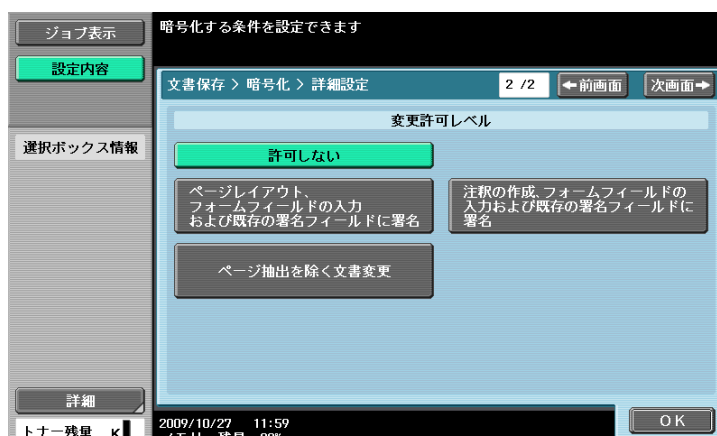 ジョブ表示
設定内容
選択ボックス情報
詳細
トナー残量 K
暗号化する条件を設定できます
文書保存 > 暗号化 > 詳細設定
2 /2
←前画面
次画面→
変更許可レベル
許可しない
ページレイアウト、
フォームフィールドの入力
および既存の署名フィールドに署名
注釈の作成、フォームフィールドの
入力および既存の署名フィールドに
署名
ページ抽出を除く文書変更
2009/10/27 11:59
OK